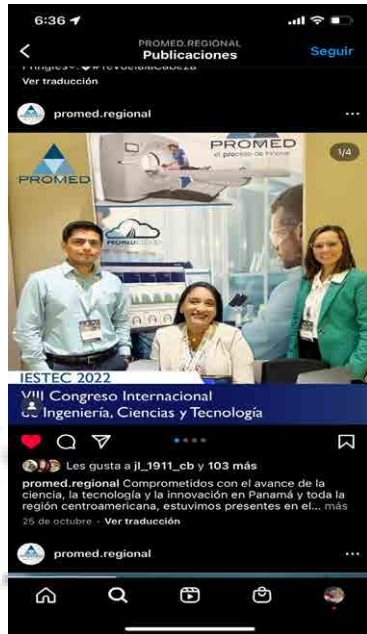 6:36
PROMED.REGIONAL
Publicaciones
Seguir
Ver traducción
promed.regional
PROMED
el proceso de innovar
1/4
PROMED
PROMED
IESTEC 2022
VIII Congreso Internacional
de Ingeniería, Ciencias y Tecnología
Les gusta a jl_1911_cb y 103 más
promed.regional Comprometidos con el avance de la
ciencia, la tecnología y la innovación en Panamá y toda la
región centroamericana, estuvimos presentes en el... más
25 de octubre · Ver traducción
promed.regional